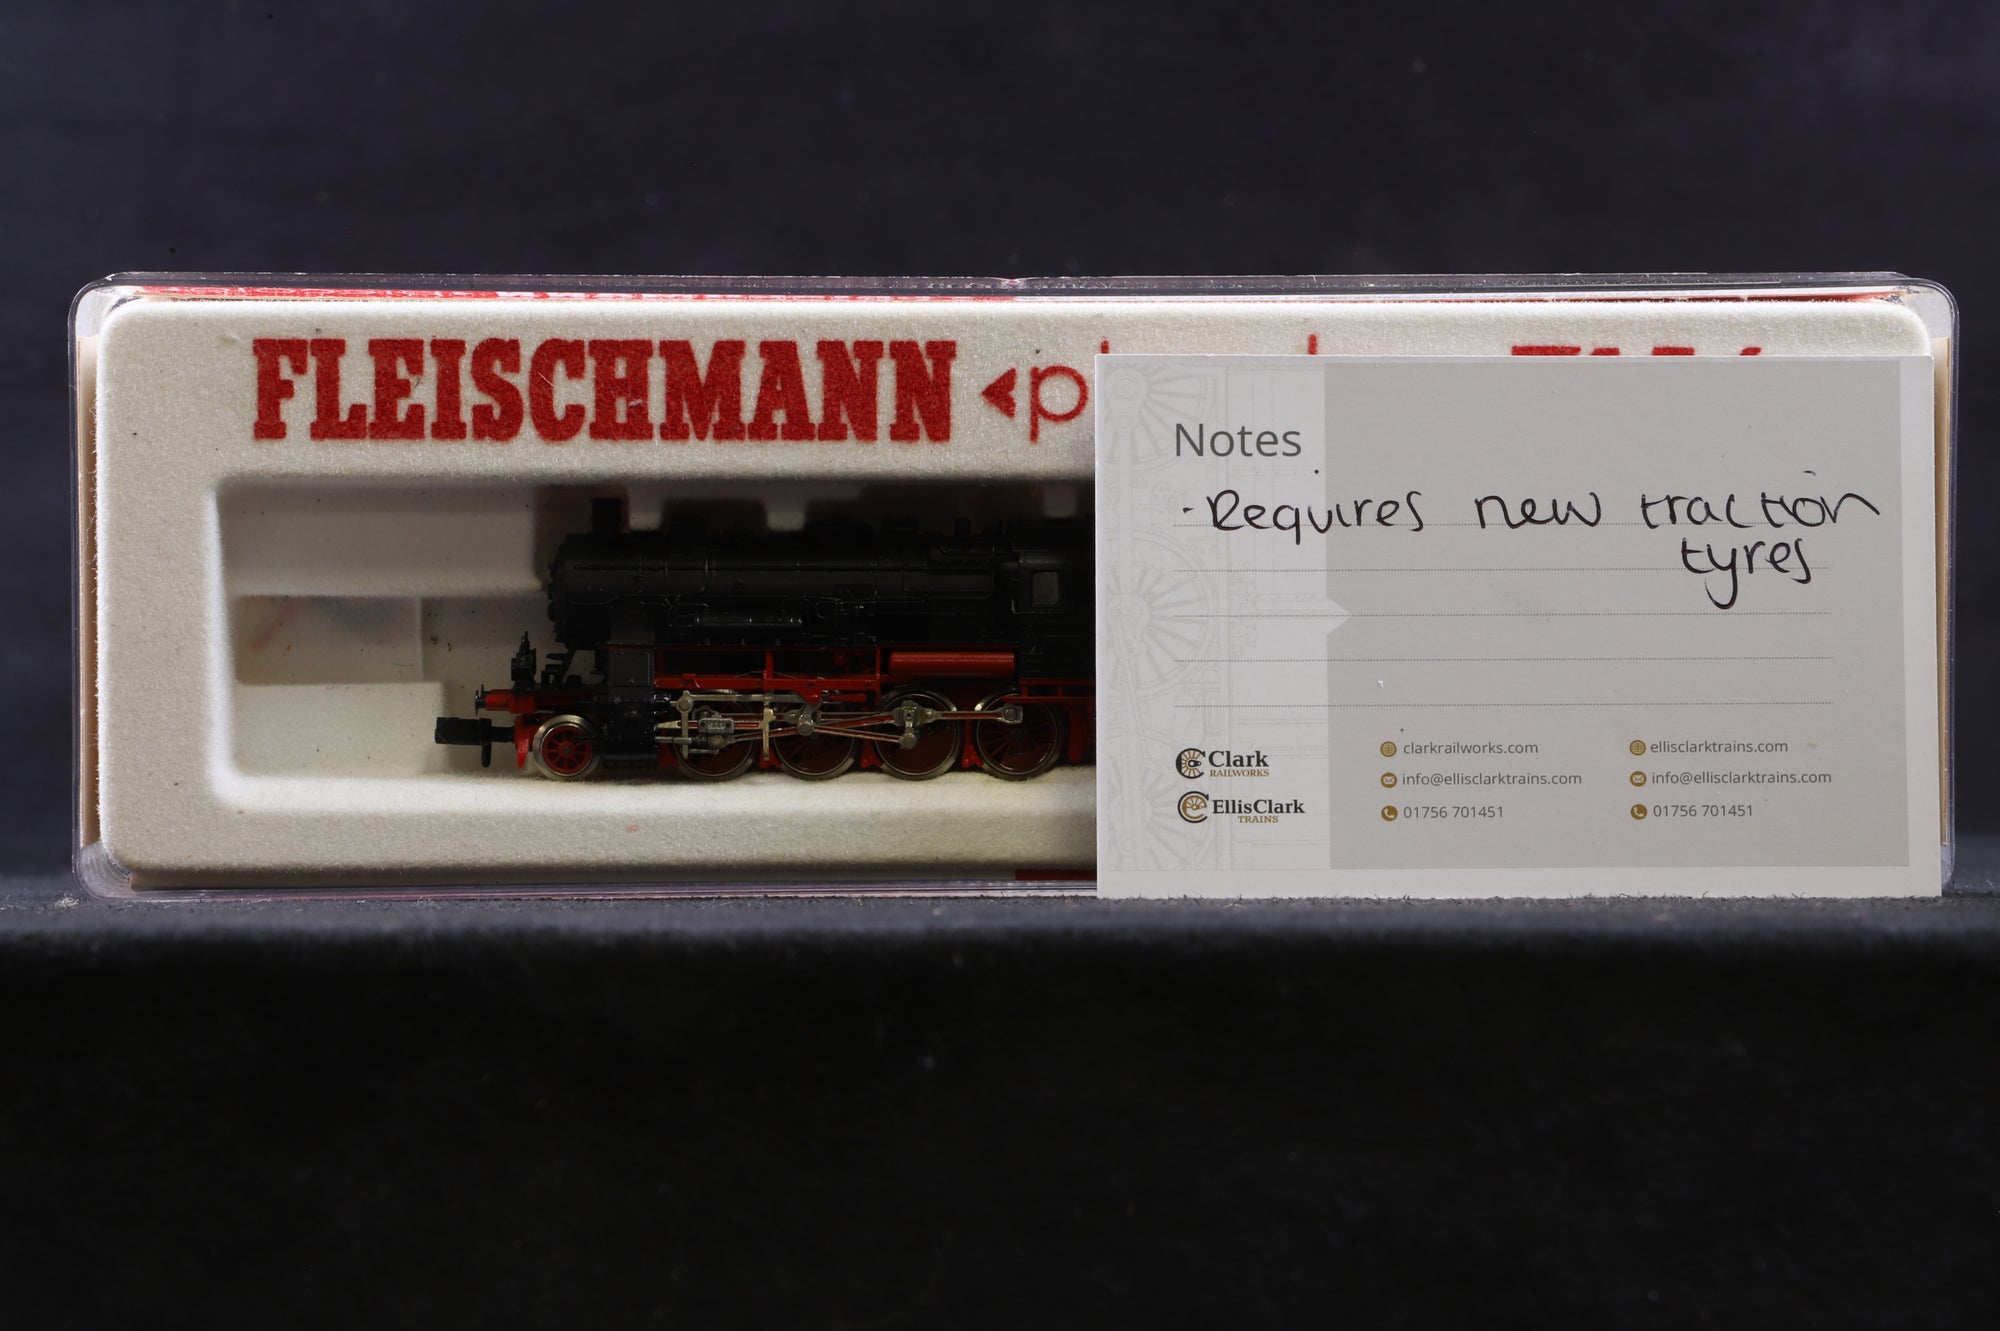 FLEISCHMANN
Notes
·Requires new traction
tyres
Clark
RAILWORKS
EllisClark
TRAINS
clarkrailworks.com
info@ellisclarktrains.com
01756 701451
ellisclarktrains.com
info@ellisclarktrains.com
01756 701451